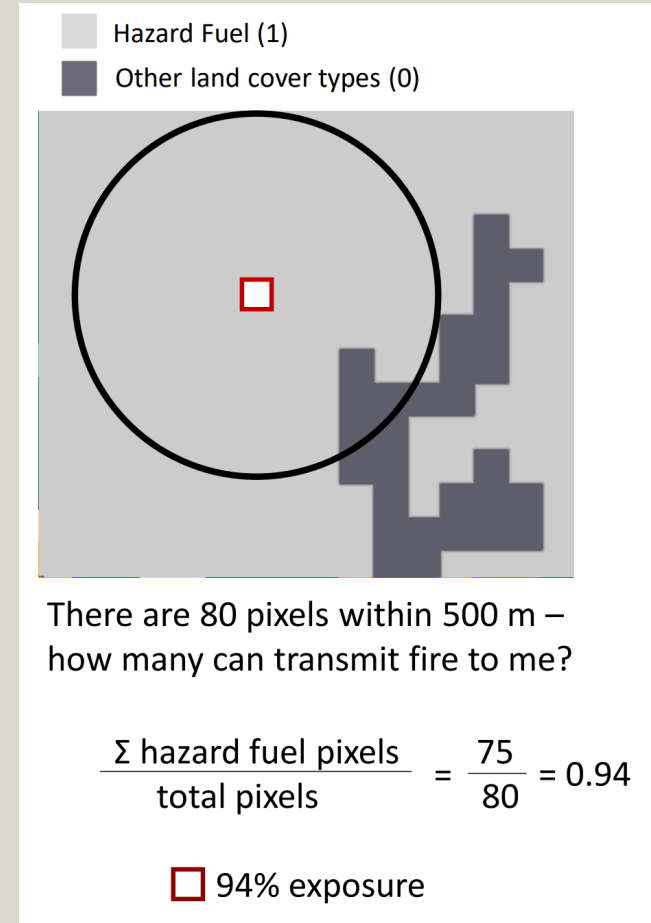 Hazard Fuel (1)
Other land cover types (0)
There are 80 pixels within 500 m –
how many can transmit fire to me?
Σ hazard fuel pixels
total pixels
= 75
80
= 0.94
94% exposure